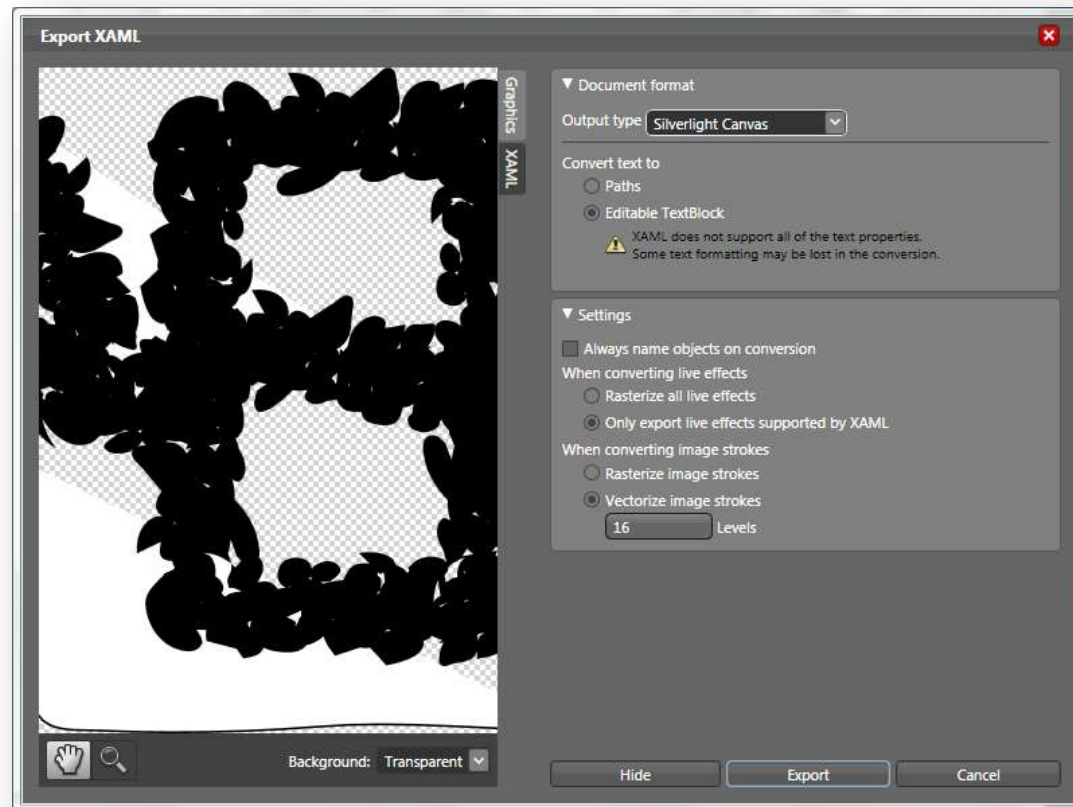 Export XAML
Graphics
XAML
Document format
Output type Silverlight Canvas
Convert text to
Paths
Editable TextBlock
XAML does not support all of the text properties.
Some text formatting may be lost in the conversion.
Settings
Always name objects on conversion
When converting live effects
Rasterize all live effects
Only export live effects supported by XAML
When converting image strokes
Rasterize image strokes
Vectorize image strokes
16 Levels
Background: Transparent
Hide Export Cancel